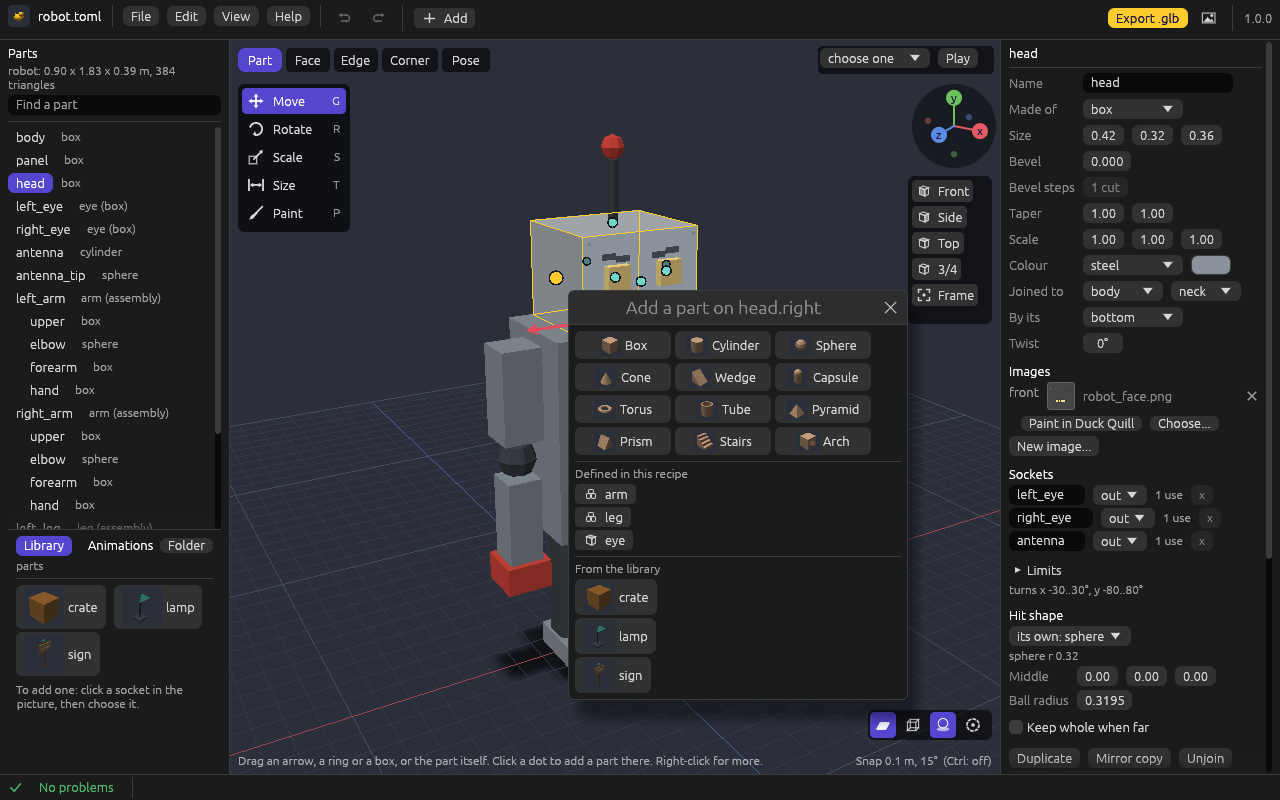 robot.toml File Edit View Help + Add Export .glb 1.0.0
Parts
robot: 0.90 x 1.83 x 0.39 m, 384
triangles
Find a part
body box
panel box
head box
left_eye eye (box)
right_eye eye (box)
antenna cylinder
antenna_tip sphere
left_arm arm (assembly)
upper box
elbow sphere
forearm box
hand box
right_arm arm (assembly)
upper box
elbow sphere
forearm box
hand box
left_leg leg (assembly)
Library Animations Folder
parts
crate lamp
sign
To add one: click a socket in the
picture, then choose it.
Part Face Edge Corner Pose
Move G
Rotate R
Scale S
Size T
Paint P
choose one Play
y
x
z
Front
Side
Top
3/4
Frame
Add a part on head.right
Box Cylinder Sphere
Cone Wedge Capsule
Torus Tube Pyramid
Prism Stairs Arch
Defined in this recipe
arm
leg
eye
From the library
crate
lamp
sign
Drag an arrow, a ring or a box, or the part itself. Click a dot to add a part there. Right-click for more.
Snap 0.1 m, 15° (Ctrl: off)
head
Name head
Made of box
Size 0.42 0.32 0.36
Bevel 0.000
Bevel steps 1 cut
Taper 1.00 1.00
Scale 1.00 1.00 1.00
Colour steel
Joined to body neck
By its bottom
Twist 0°
Images
front robot_face.png
Paint in Duck Quill Choose...
New image...
Sockets
left_eye out 1 use x
right_eye out 1 use x
antenna out 1 use x
Limits
turns x -30..30°, y -80..80°
Hit shape
its own: sphere
sphere r 0.32
Middle 0.00 0.00 0.00
Ball radius 0.3195
Keep whole when far
Duplicate Mirror copy Unjoin
No problems